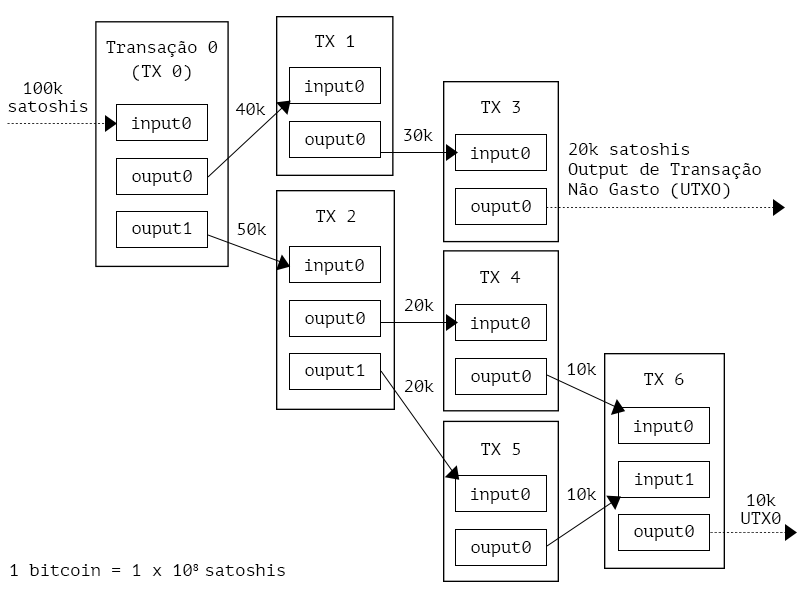 Transação 0
(TX 0)
100k
satoshis
input0
ouput0
ouput1
40k
50k
TX 1
input0
ouput0
30k
TX 2
input0
ouput0
ouput1
20k
20k
TX 3
input0
ouput0
20k satoshis
Output de Transação
Não Gasto (UTXO)
TX 4
input0
ouput0
10k
TX 5
input0
ouput0
10k
TX 6
input0
input1
ouput0
10k
UTX0
1 bitcoin = 1 x 10⁸ satoshis